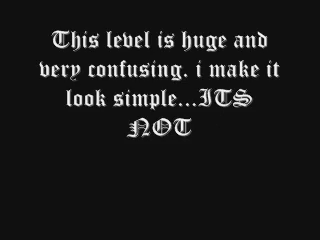 This level is huge and
very confusing. i make it
look simple...ITS
NOT